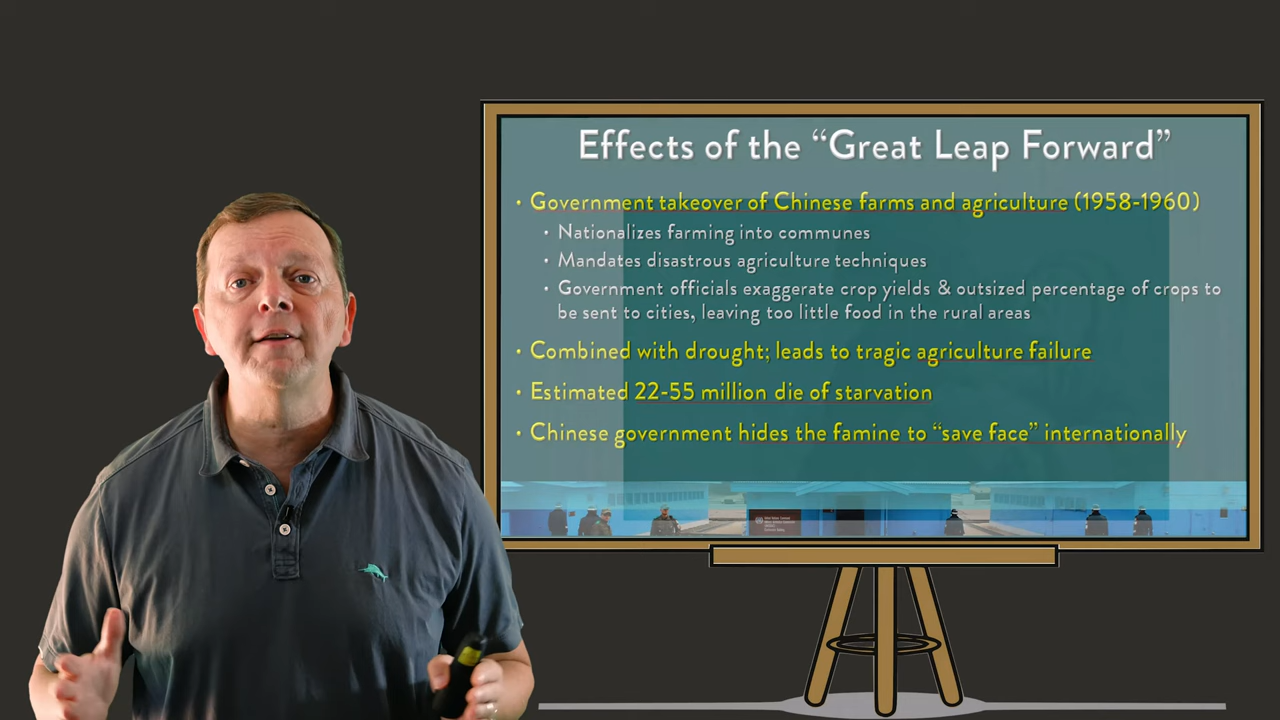 Effects of the “Great Leap Forward”
• Government takeover of Chinese farms and agriculture (1958-1960)
• Nationalizes farming into communes
• Mandates disastrous agriculture techniques
• Government officials exaggerate crop yields & outsized percentage of crops to
be sent to cities, leaving too little food in the rural areas
• Combined with drought; leads to tragic agriculture failure
• Estimated 22-55 million die of starvation
• Chinese government hides the famine to “save face” internationally